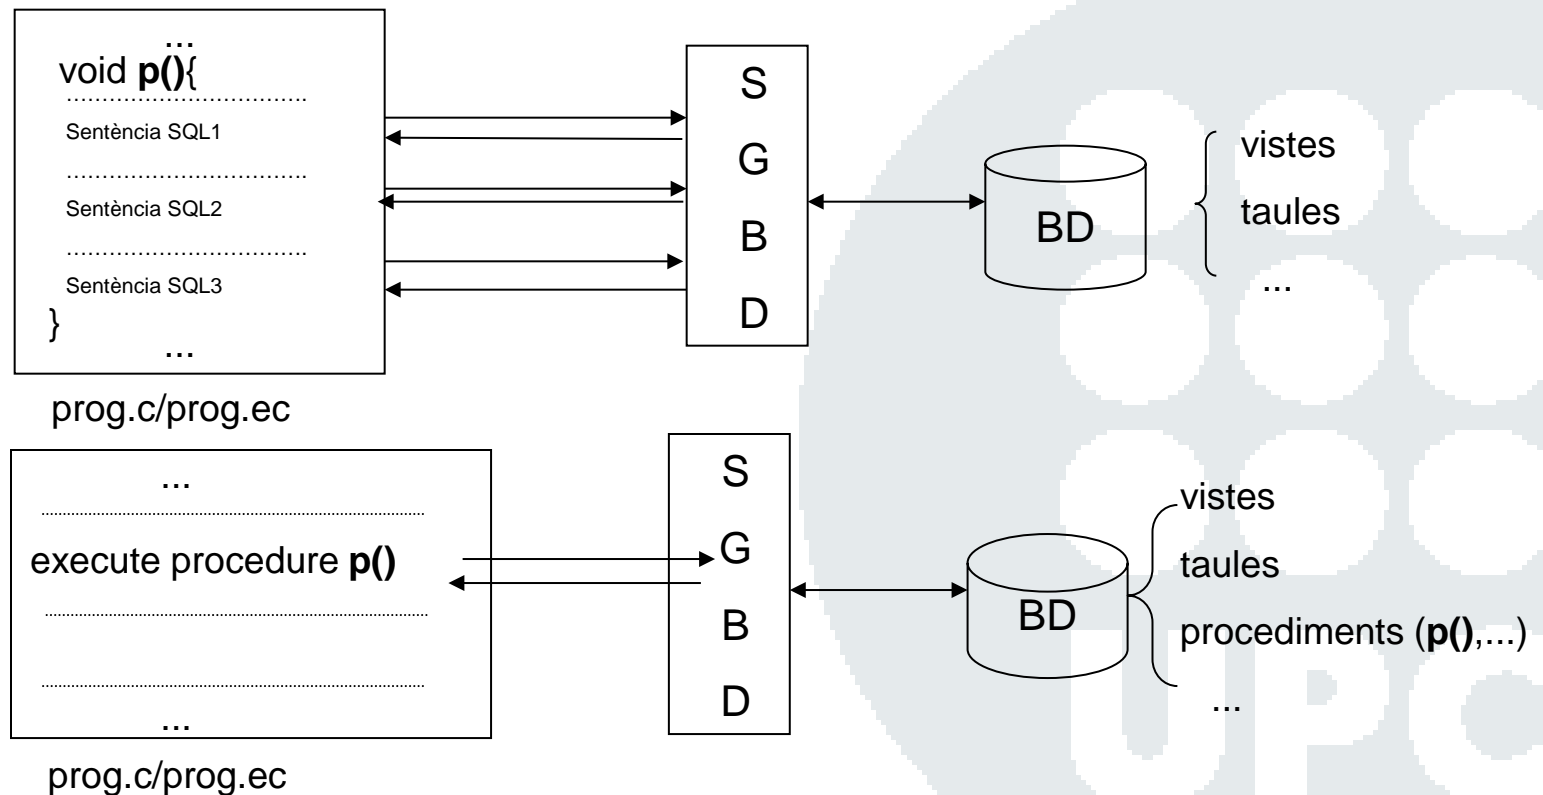 ...
void p(){
....................................
Sentència SQL1
....................................
Sentència SQL2
....................................
Sentència SQL3
}
...
prog.c/prog.ec
S
G
B
D
BD
vistes
taules
...
...
execute procedure p()
...
prog.c/prog.ec
S
G
B
D
BD
vistes
taules
procediments (p(),...)
...
UPC